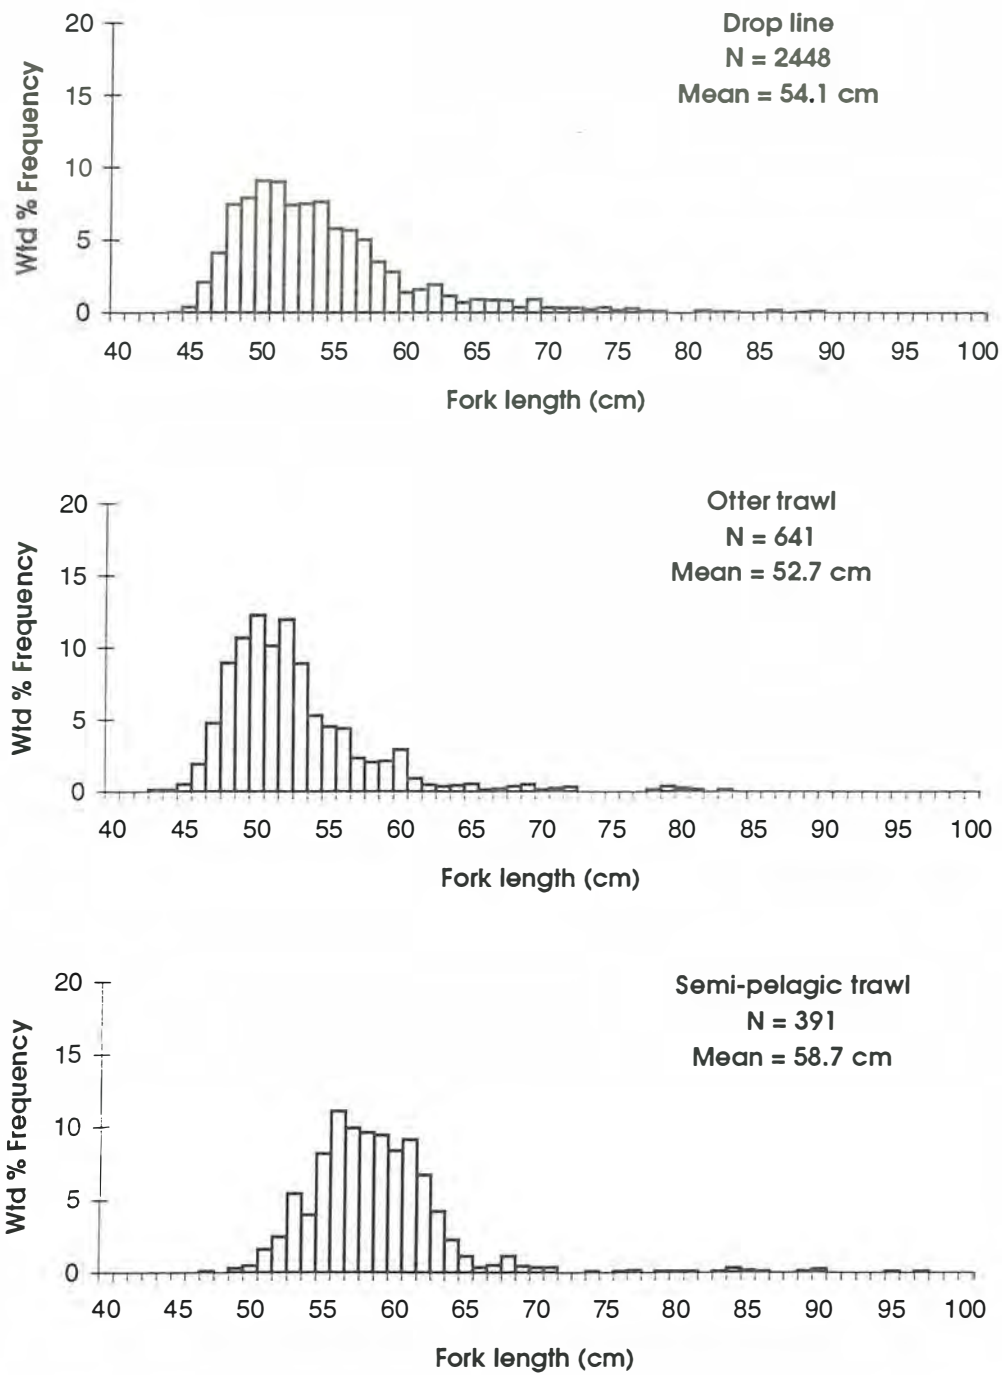 Drop line
N = 2448
Mean = 54.1 cm
Wtd % Frequency
20
15
10
5
0
40 45 50 55 60 65 70 75 80 85 90 95 100
Fork length (cm)
Otter trawl
N = 641
Mean = 52.7 cm
Wtd % Frequency
20
15
10
5
0
40 45 50 55 60 65 70 75 80 85 90 95 100
Fork length (cm)
Semi-pelagic trawl
N = 391
Mean = 58.7 cm
Wtd % Frequency
20
15
10
5
0
40 45 50 55 60 65 70 75 80 85 90 95 100
Fork length (cm)